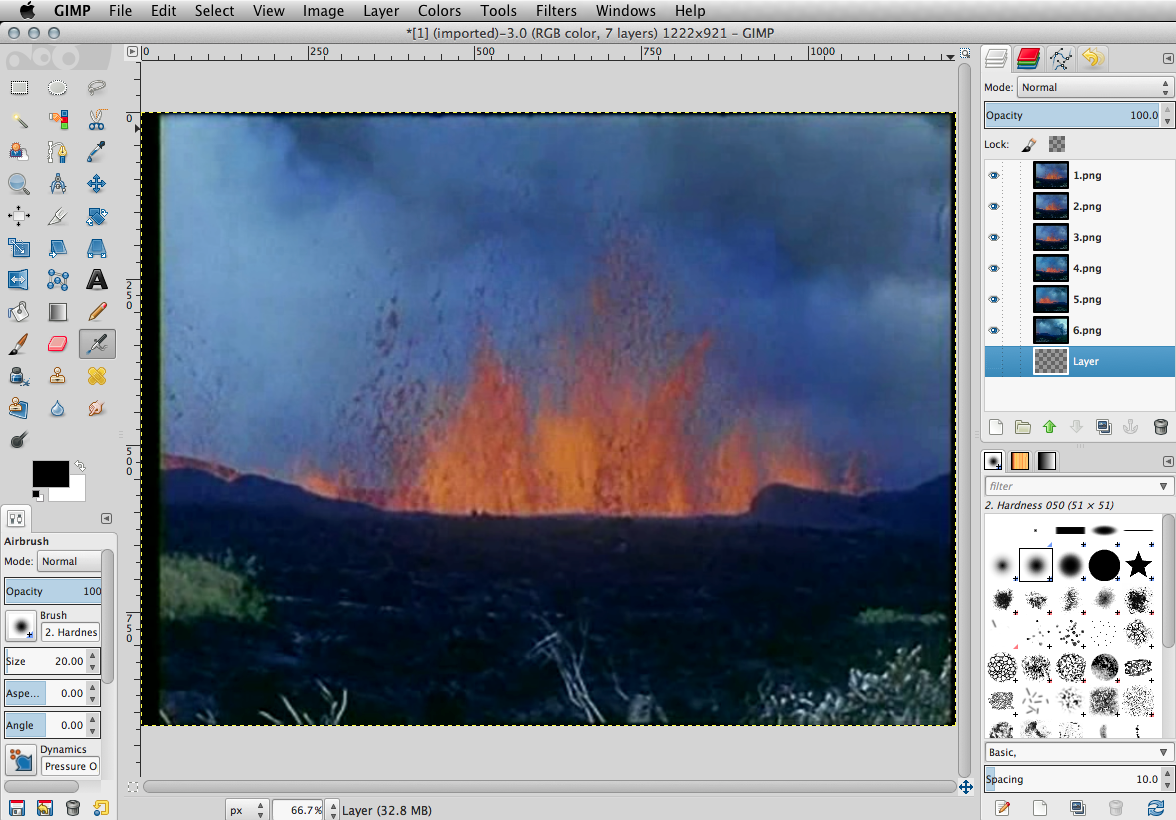 GIMP File Edit Select View Image Layer Colors Tools Filters Windows Help
*[1] (imported)-3.0 (RGB color, 7 layers) 1222x921 – GIMP
0 250 500 750 1000
0
250
500
750
Airbrush
Mode: Normal
Opacity 100
Brush
2. Hardnes
Size 20.00
Aspe... 0.00
Angle 0.00
Dynamics
Pressure O
px 66.7% Layer (32.8 MB)
Mode: Normal
Opacity 100.0
Lock:
1.png
2.png
3.png
4.png
5.png
6.png
Layer
filter
2. Hardness 050 (51 × 51)
Basic,
Spacing 10.0